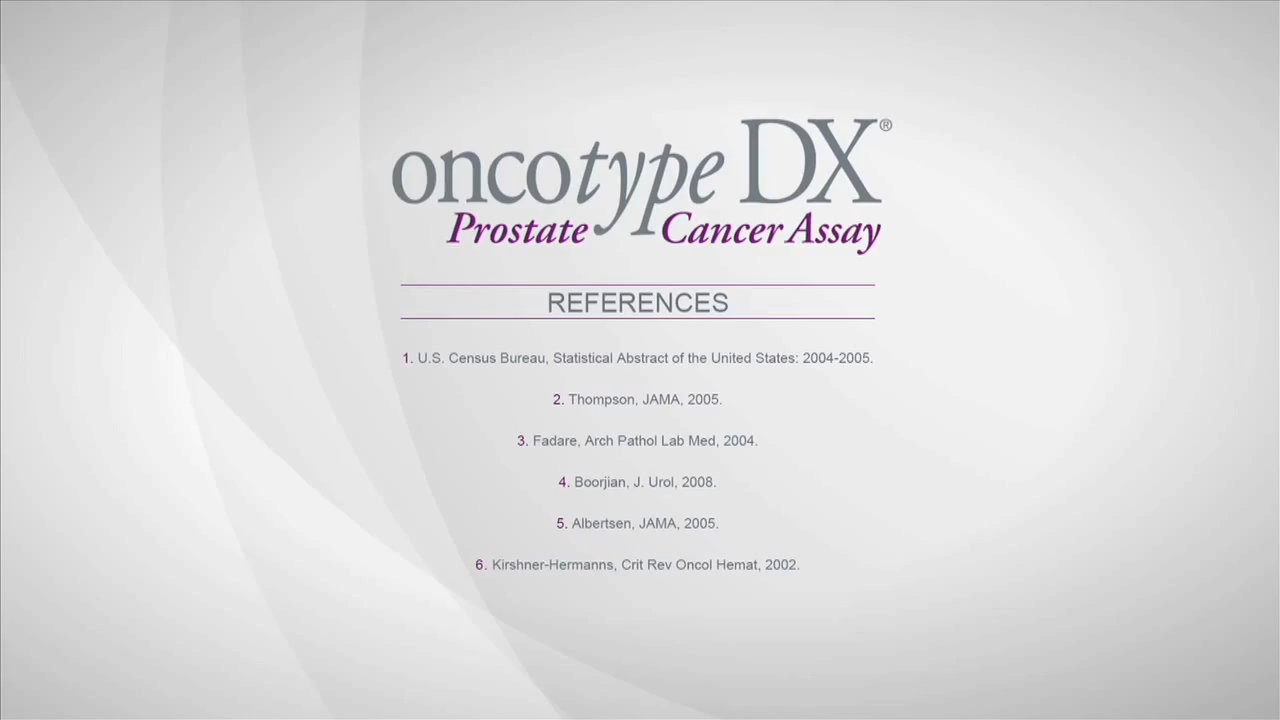 oncotype DX®
Prostate Cancer Assay
REFERENCES
1. U.S. Census Bureau, Statistical Abstract of the United States: 2004-2005.
2. Thompson, JAMA, 2005.
3. Fadare, Arch Pathol Lab Med, 2004.
4. Boorjian, J. Urol, 2008.
5. Albertsen, JAMA, 2005.
6. Kirshner-Hermanns, Crit Rev Oncol Hemat, 2002.